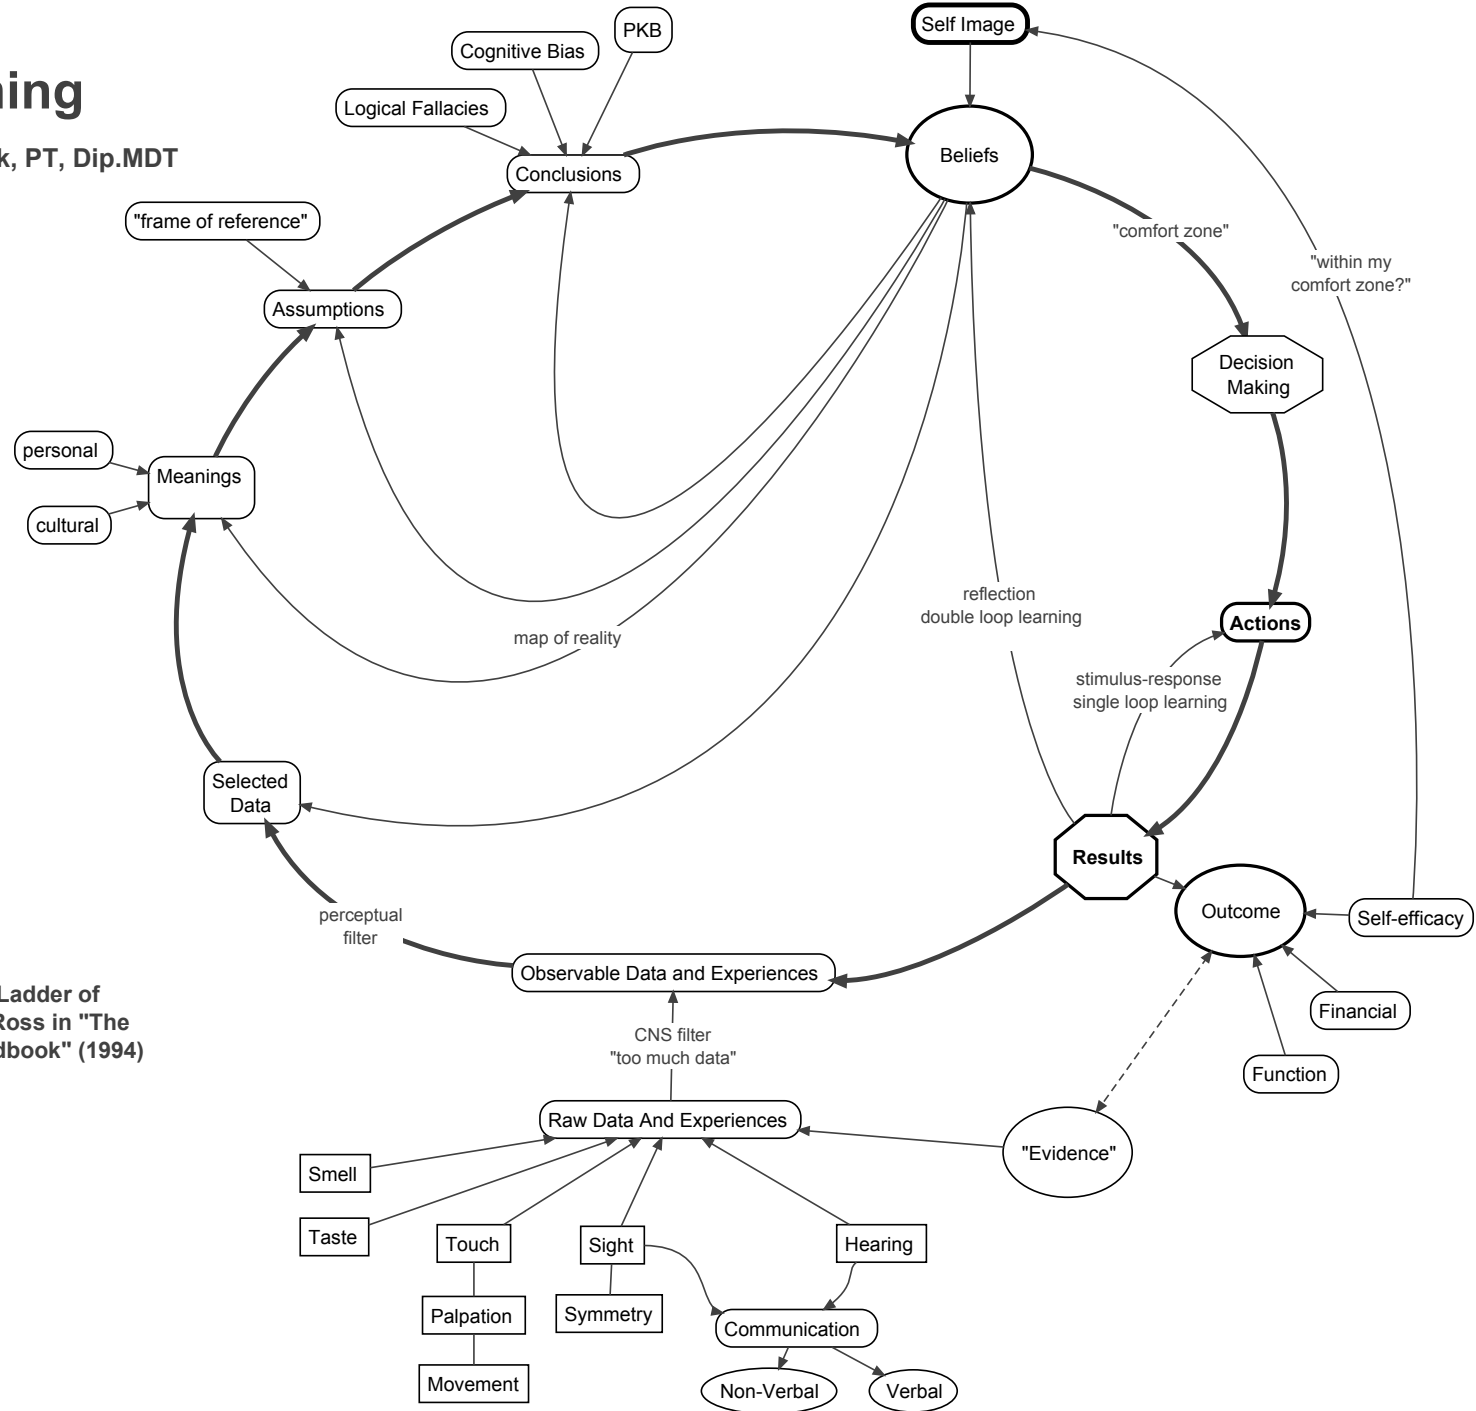 PKB
Self Image
Cognitive Bias
ning
Logical Fallacies
k, PT, Dip.MDT
Beliefs
Conclusions
"frame of reference"
"comfort zone"
"within my
comfort zone?"
Assumptions
Decision
Making
personal
Meanings
cultural
reflection
double loop learning
Actions
map of reality
stimulus-response
single loop learning
Selected
Data
Results
perceptual
filter
Outcome
Self-efficacy
Observable Data and Experiences
Ladder of
Ross in "The
dbook" (1994)
Financial
CNS filter
"too much data"
Function
Raw Data And Experiences
"Evidence"
Smell
Taste
Touch
Sight
Hearing
Palpation
Symmetry
Communication
Movement
Non-Verbal
Verbal